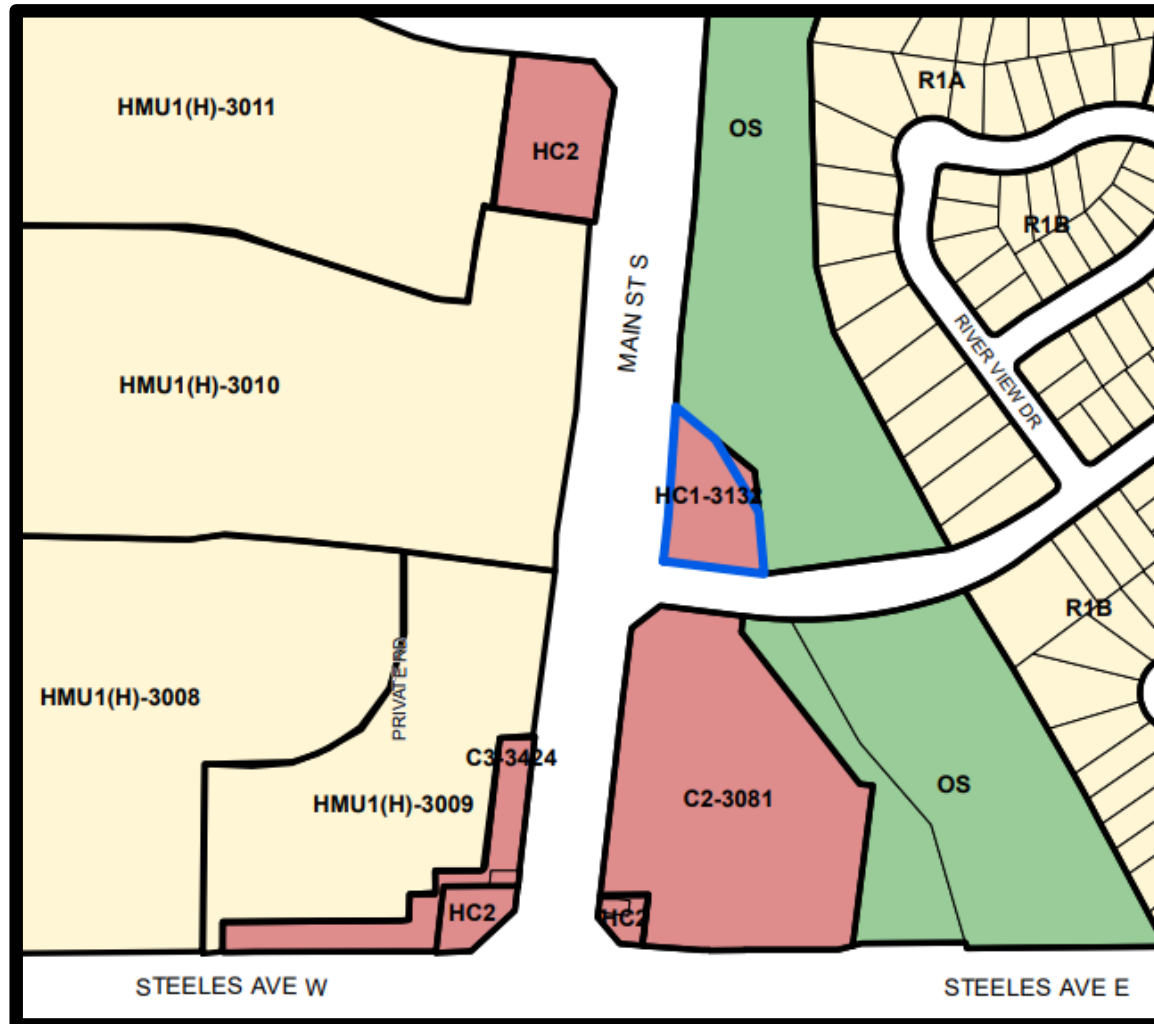 R1A
HMU1(H)-3011
OS
HC2
R1B
MAIN ST S
RIVER VIEW DR
HMU1(H)-3010
HC1-3132
R1B
PRIVATE RD
HMU1(H)-3008
C3-3424
OS
C2-3081
HMU1(H)-3009
HC2
HC2
STEELES AVE W
STEELES AVE E